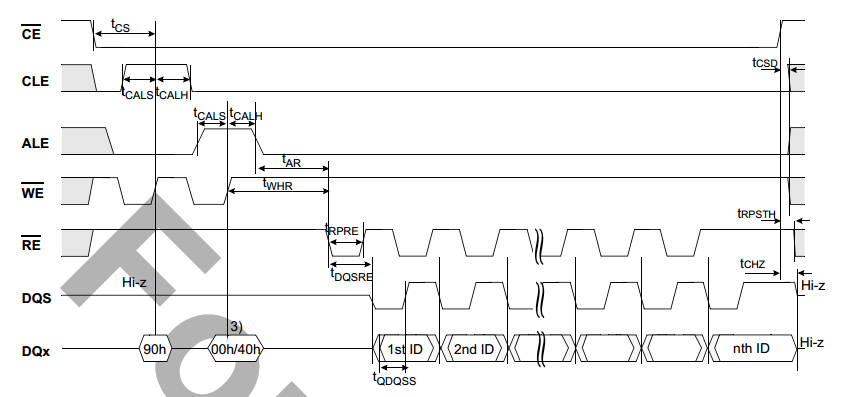 CE
tCS
CLE
tCALS
tCALH
tCSD
ALE
tCALS
tCALH
tAR
WE
tWHR
tRPSTH
RE
tRPRE
tDQSRE
tCHZ
DQS
Hi-z
Hi-z
DQx
90h
3)
00h/40h
1st ID
2nd ID
nth ID
Hi-z
tQDQSS